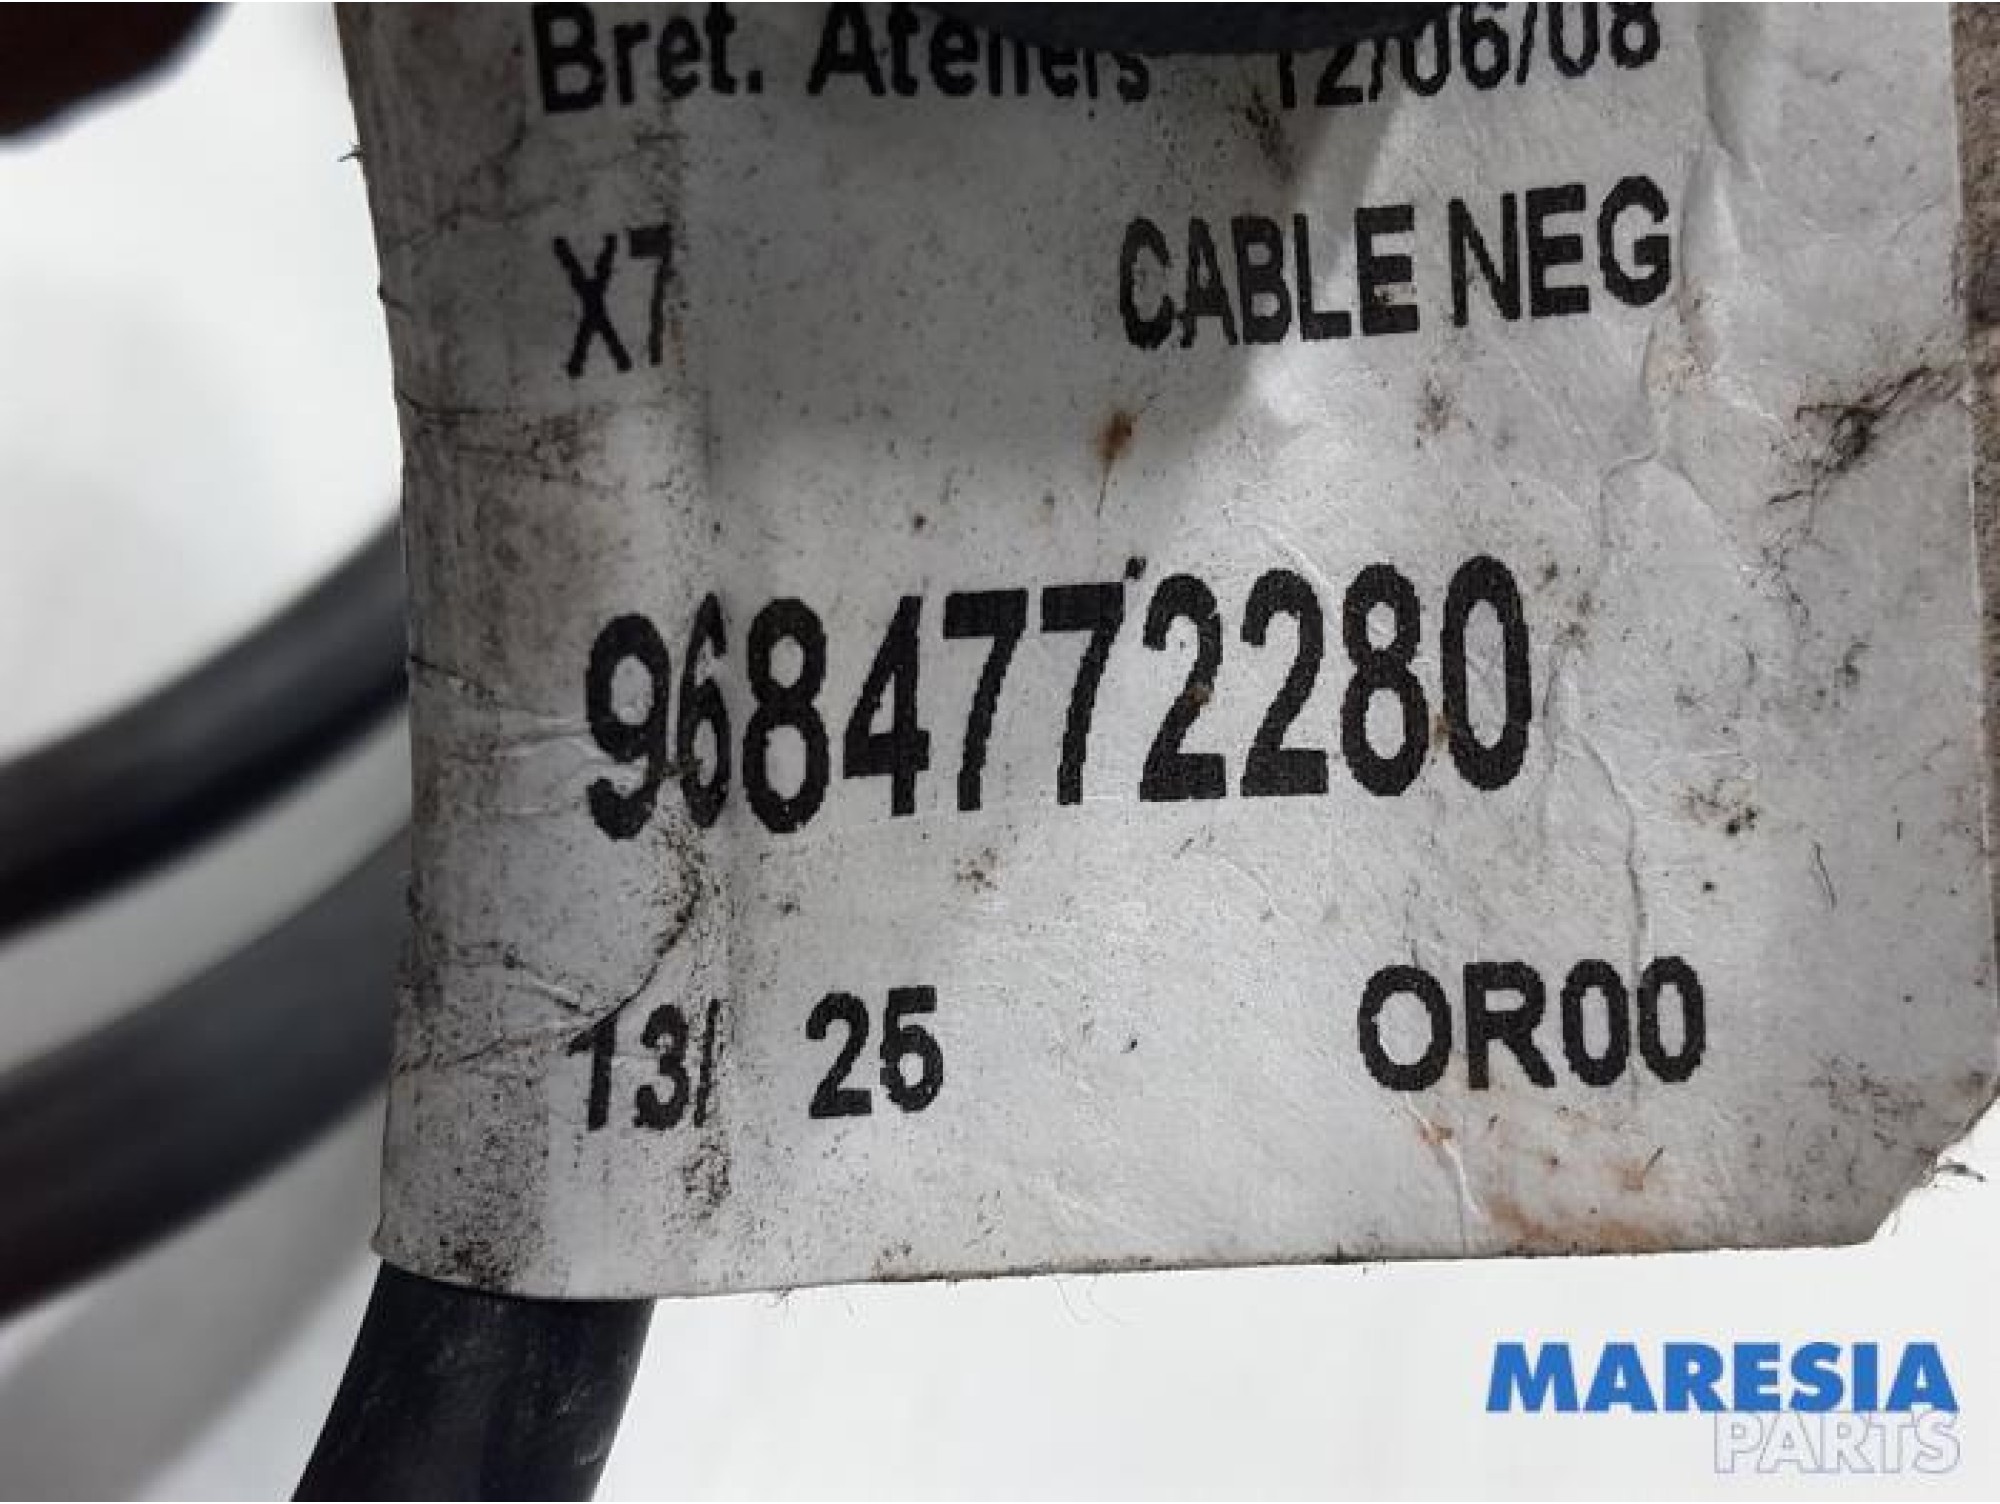 Bret. Ateliers 12/06/08
X7 CABLE NEG
9684772280
13/ 25 OR00
MARESIA
PARTS